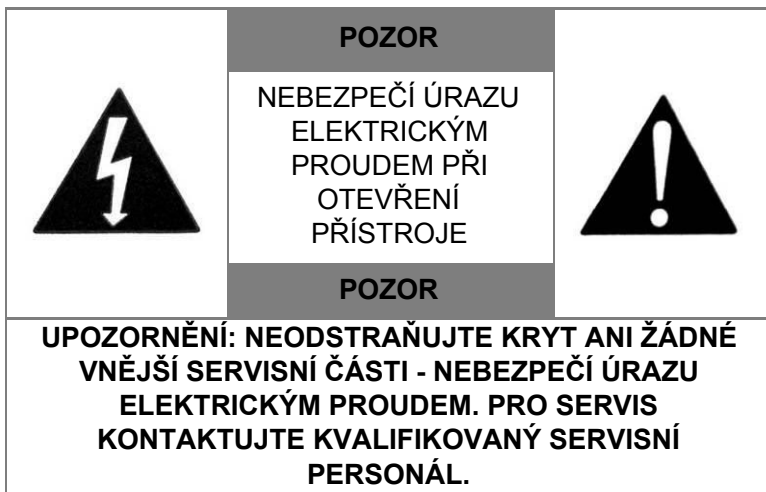 POZOR
NEBEZPEČÍ ÚRAZU
ELEKTRICKÝM
PROUDEM PŘI
OTEVŘENÍ
PŘÍSTROJE
POZOR
UPOZORNĚNÍ: NEODSTRAŇUJTE KRYT ANI ŽÁDNÉ
VNĚJŠÍ SERVISNÍ ČÁSTI - NEBEZPEČÍ ÚRAZU
ELEKTRICKÝM PROUDEM. PRO SERVIS
KONTAKTUJTE KVALIFIKOVANÝ SERVISNÍ
PERSONÁL.